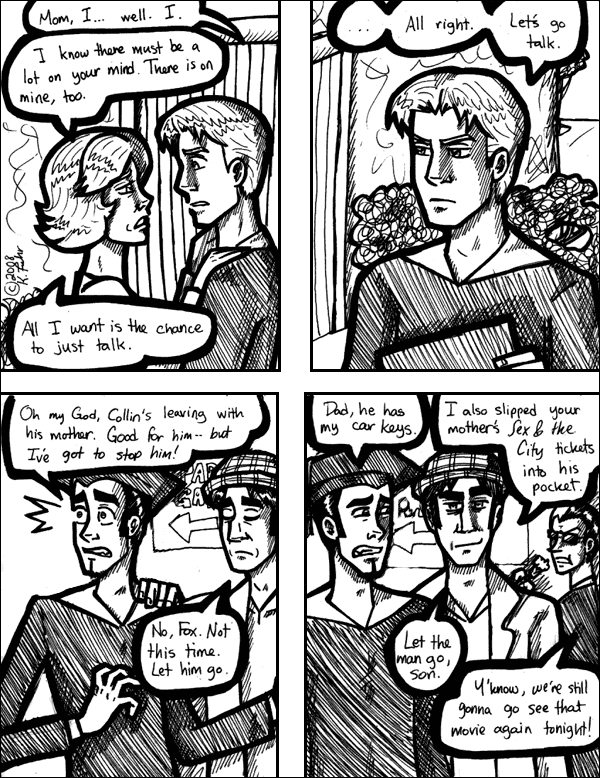 Mom, I... well. I.
I know there must be a
lot on your mind. There is on
mine, too.
©2008
K. Fecher
All I want is the chance
to just talk.
... All right.
Let's go
talk.
Oh my God, Collin's leaving with
his mother. Good for him-- but
I've got to stop him!
No, Fox. Not
this time.
Let him go.
Dad, he has
my car keys.
I also slipped your
mother's Sex & the
City tickets
into his
pocket.
Let the
man go,
son.
Y'know, we're still
gonna go see that
movie again tonight!